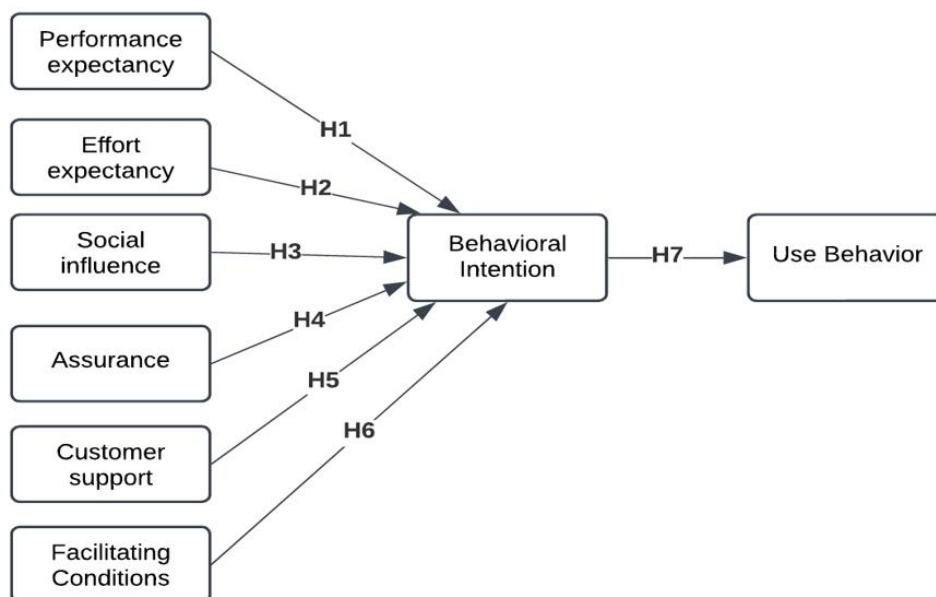 Performance
expectancy
H1
Effort
expectancy
H2
Social
influence
H3
Behavioral
Intention
H7
Use Behavior
Assurance
H4
Customer
support
H5
Facilitating
Conditions
H6